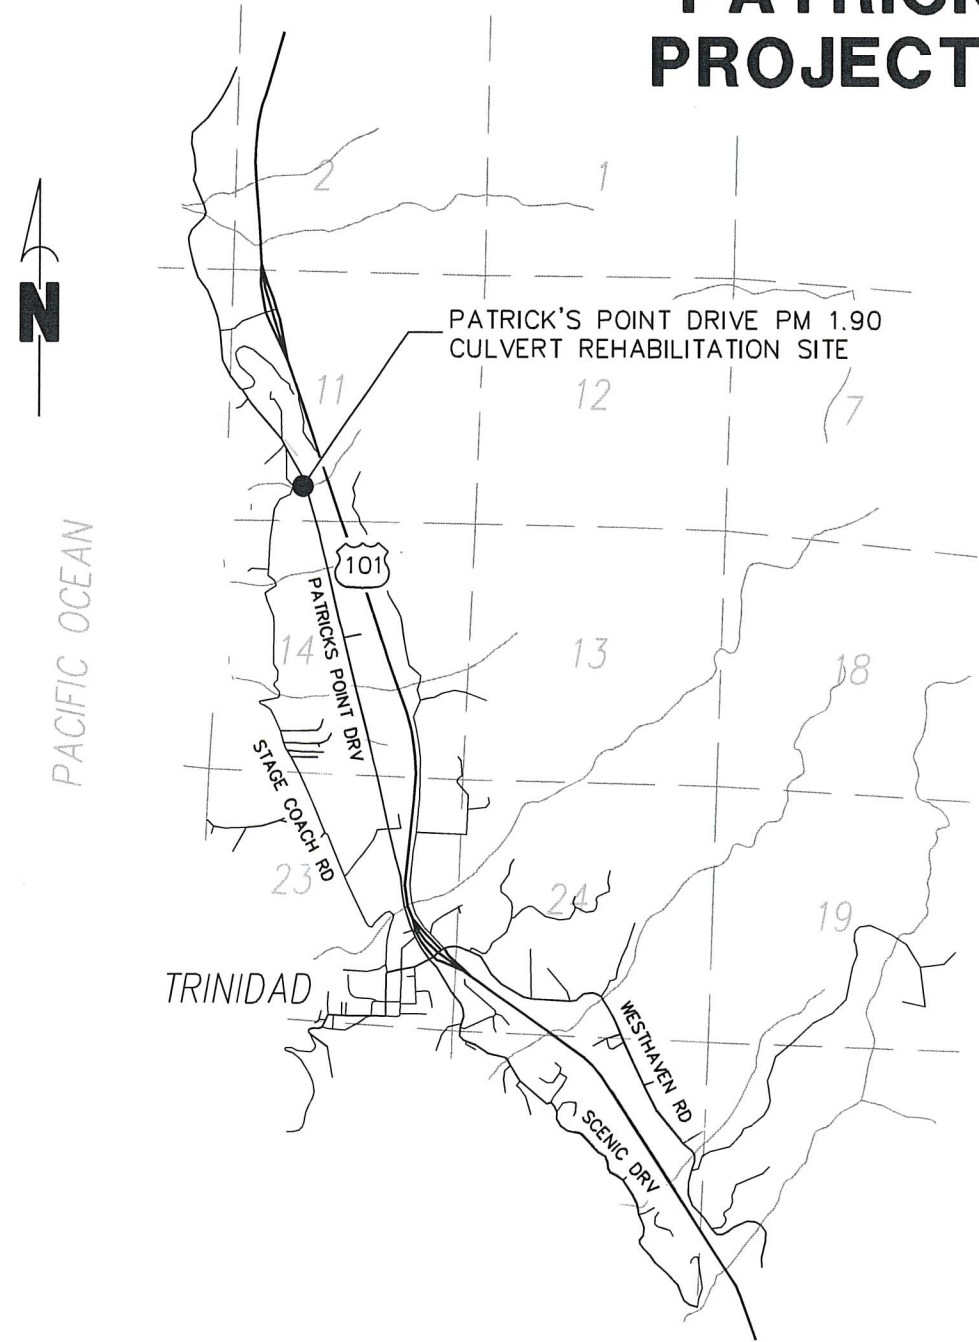 PATRICK
PROJECT
2
1
N
PATRICK'S POINT DRIVE PM 1.90
CULVERT REHABILITATION SITE
11
12
7
PACIFIC OCEAN
101
PATRICKS POINT DRV
14
13
18
STAGE COACH RD
23
24
19
TRINIDAD
WESTHAVEN RD
SCENIC DRV